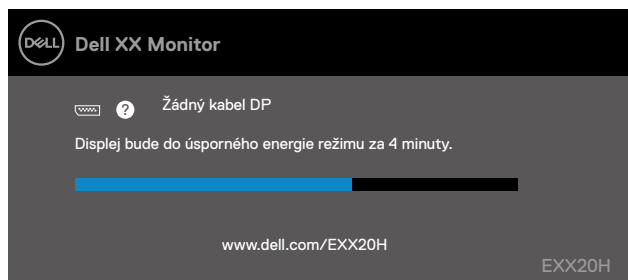 DELL Dell XX Monitor
? Žádný kabel DP
Displej bude do úsporného energie režimu za 4 minuty.
www.dell.com/EXX20H
EXX20H